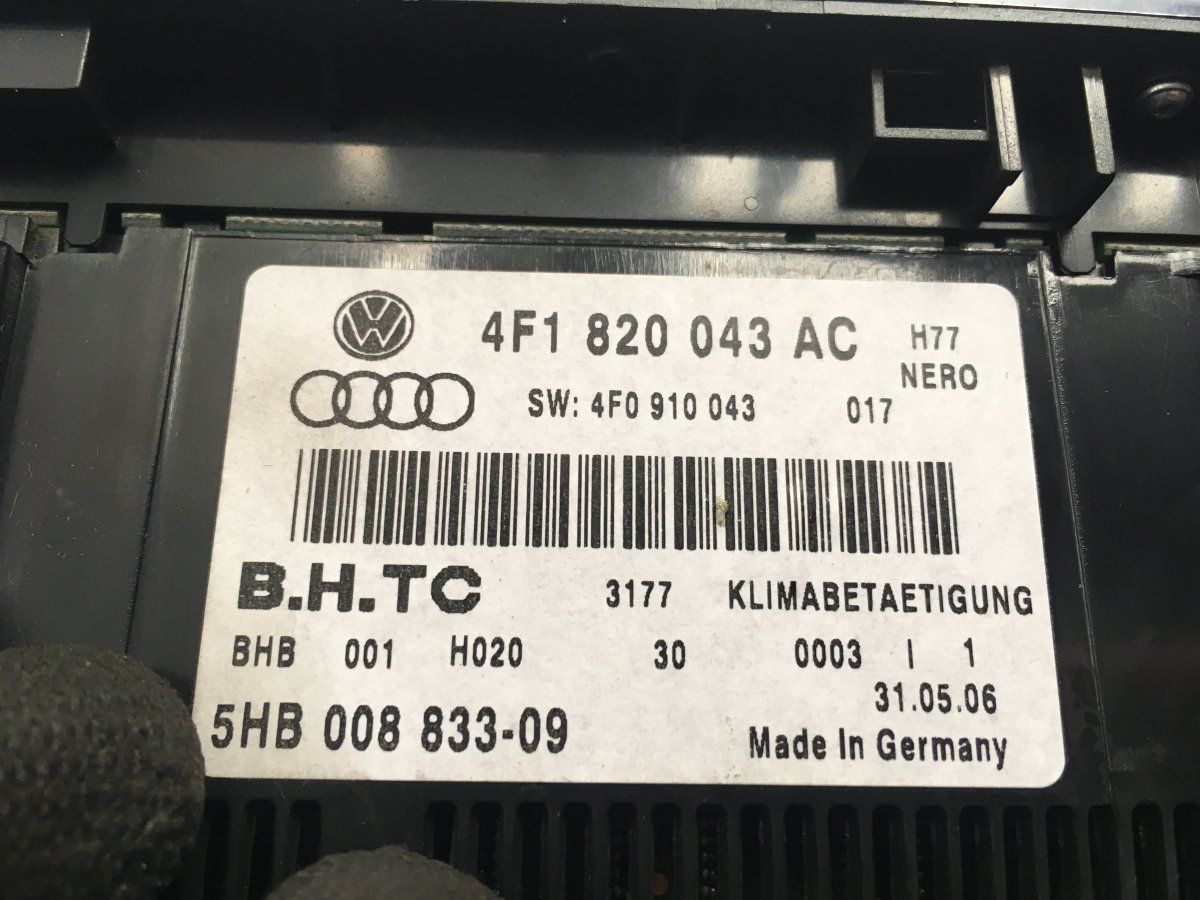 4F1 820 043 AC H77
NERO
SW: 4F0 910 043 017
B.H.TC 3177 KLIMABETAETIGUNG
BHB 001 H020 30 0003 I 1
31.05.06
5HB 008 833-09 Made In Germany